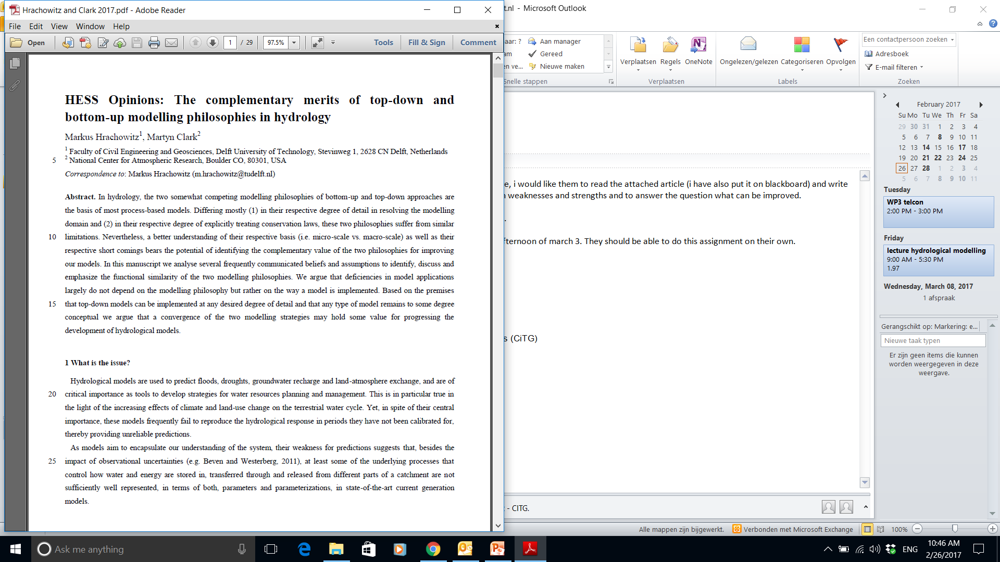 Hrachowitz and Clark 2017.pdf - Adobe Reader
File Edit View Window Help
Open 1 / 29 97.5% Tools Fill & Sign Comment
HESS Opinions: The complementary merits of top-down and
bottom-up modelling philosophies in hydrology
Markus Hrachowitz1, Martyn Clark2
1 Faculty of Civil Engineering and Geosciences, Delft University of Technology, Stevinweg 1, 2628 CN Delft, Netherlands
5 2 National Center for Atmospheric Research, Boulder CO, 80301, USA
Correspondence to: Markus Hrachowitz (m.hrachowitz@tudelft.nl)
Abstract. In hydrology, the two somewhat competing modelling philosophies of bottom-up and top-down approaches are
the basis of most process-based models. Differing mostly (1) in their respective degree of detail in resolving the modelling
domain and (2) in their respective degree of explicitly treating conservation laws, these two philosophies suffer from similar
10 limitations. Nevertheless, a better understanding of their respective basis (i.e. micro-scale vs. macro-scale) as well as their
respective short comings bears the potential of identifying the complementary value of the two philosophies for improving
our models. In this manuscript we analyse several frequently communicated beliefs and assumptions to identify, discuss and
emphasize the functional similarity of the two modelling philosophies. We argue that deficiencies in model applications
largely do not depend on the modelling philosophy but rather on the way a model is implemented. Based on the premises
15 that top-down models can be implemented at any desired degree of detail and that any type of model remains to some degree
conceptual we argue that a convergence of the two modelling strategies may hold some value for progressing the
development of hydrological models.
1 What is the issue?
Hydrological models are used to predict floods, droughts, groundwater recharge and land-atmosphere exchange, and are of
20 critical importance as tools to develop strategies for water resources planning and management. This is in particular true in
the light of the increasing effects of climate and land-use change on the terrestrial water cycle. Yet, in spite of their central
importance, these models frequently fail to reproduce the hydrological response in periods they have not been calibrated for,
thereby providing unreliable predictions.
As models aim to encapsulate our understanding of the system, their weakness for predictions suggests that, besides the
25 impact of observational uncertainties (e.g. Beven and Westerberg, 2011), at least some of the underlying processes that
control how water and energy are stored in, transferred through and released from different parts of a catchment are not
sufficiently well represented, in terms of both, parameters and parameterizations, in state-of-the-art current generation
models.
t.nl - Microsoft Outlook
aar: ? Aan manager
am Gereed
en ve... Nieuwe maken
Snelle stappen
Verplaatsen Regels OneNote
Verplaatsen
Ongelezen/gelezen Categoriseren Opvolgen
Labels
Een contactpersoon zoeken
Adresboek
E-mail filteren
Zoeken
e, i would like them to read the attached article (i have also put it on blackboard) and write
n weaknesses and strengths and to answer the question what can be improved.
.
fternoon of march 3. They should be able to do this assignment on their own.
s (CiTG)
- CITG.
February 2017
Su Mo Tu We Th Fr Sa
29 30 31 1 2 3 4
5 6 7 8 9 10 11
12 13 14 15 16 17 18
19 20 21 22 23 24 25
26 27 28 1 2 3 4
5 6 7 8 9 10 11
Tuesday
WP3 telcon
2:00 PM - 3:00 PM
Friday
lecture hydrological modelling
9:00 AM - 5:30 PM
1.97
Wednesday, March 08, 2017
1 afspraak
Gerangschikt op: Markering: e...
Nieuwe taak typen
Er zijn geen items die kunnen
worden weergegeven in deze
weergave.
Alle mappen zijn bijgewerkt. Verbonden met Microsoft Exchange 100%
Ask me anything
ENG
10:46 AM
2/26/2017